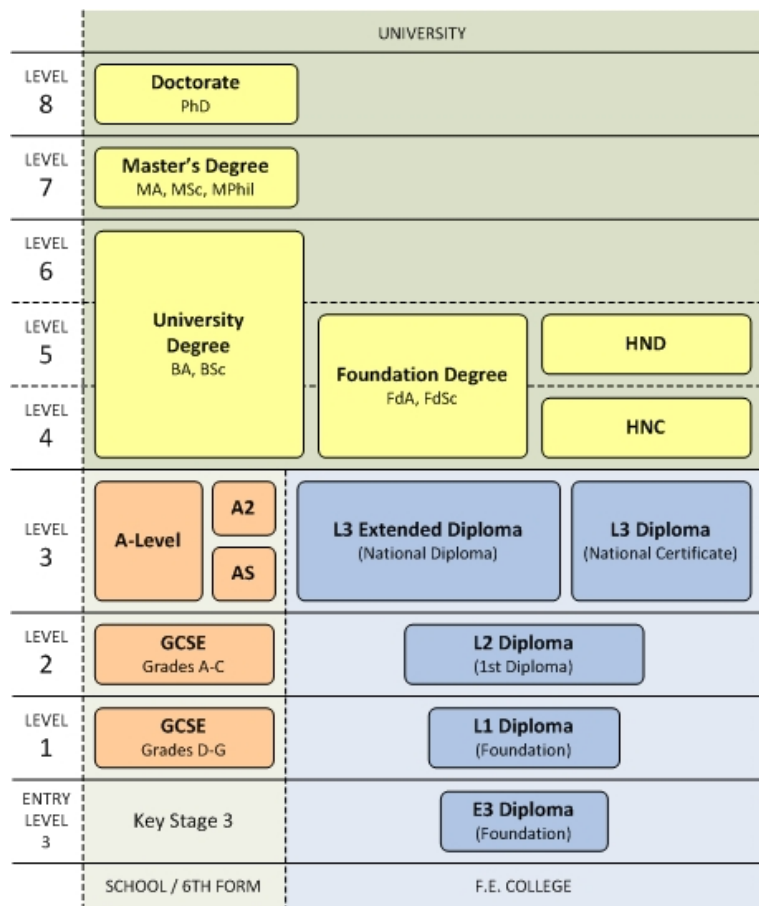 UNIVERSITY
LEVEL
8
Doctorate
PhD
LEVEL
7
Master's Degree
MA, MSc, MPhil
LEVEL
6
LEVEL
5
University
Degree
BA, BSc
Foundation Degree
FdA, FdSc
HND
LEVEL
4
HNC
LEVEL
3
A-Level
A2
AS
L3 Extended Diploma
(National Diploma)
L3 Diploma
(National Certificate)
LEVEL
2
GCSE
Grades A-C
L2 Diploma
(1st Diploma)
LEVEL
1
GCSE
Grades D-G
L1 Diploma
(Foundation)
ENTRY
LEVEL
3
Key Stage 3
E3 Diploma
(Foundation)
SCHOOL / 6TH FORM
F.E. COLLEGE